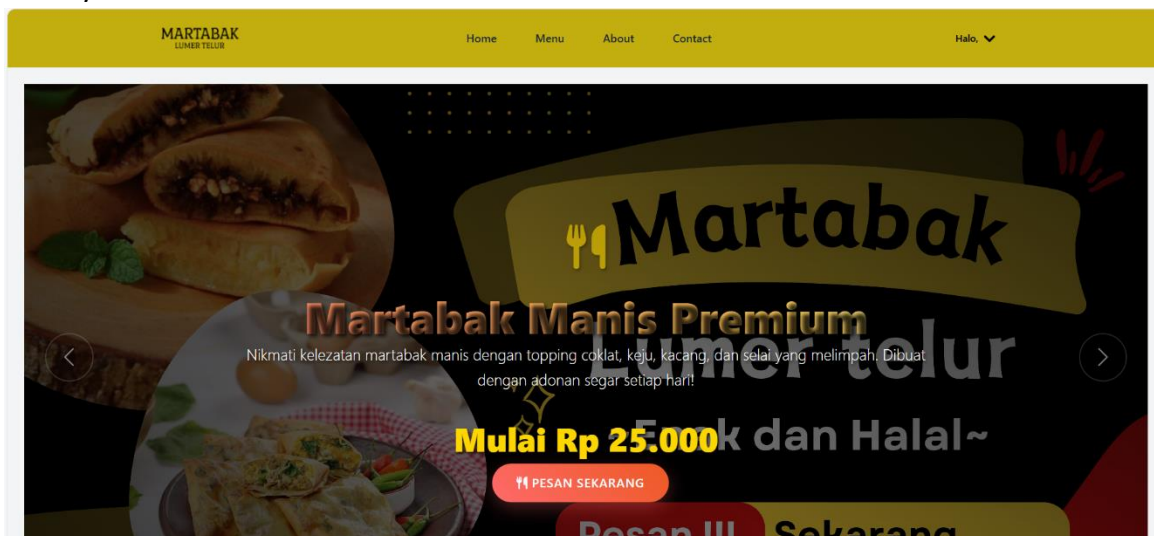 MARTABAK
LUMER TELUR
Home Menu About Contact
Halo,
Martabak
Martabak Manis Premium
Lumer telur
Nikmati kelezatan martabak manis dengan topping coklat, keju, kacang, dan selai yang melimpah. Dibuat
dengan adonan segar setiap hari!
Mulai Rp 25.000
~Enak dan Halal~
PESAN SEKARANG
Pesan !!! Sekarang